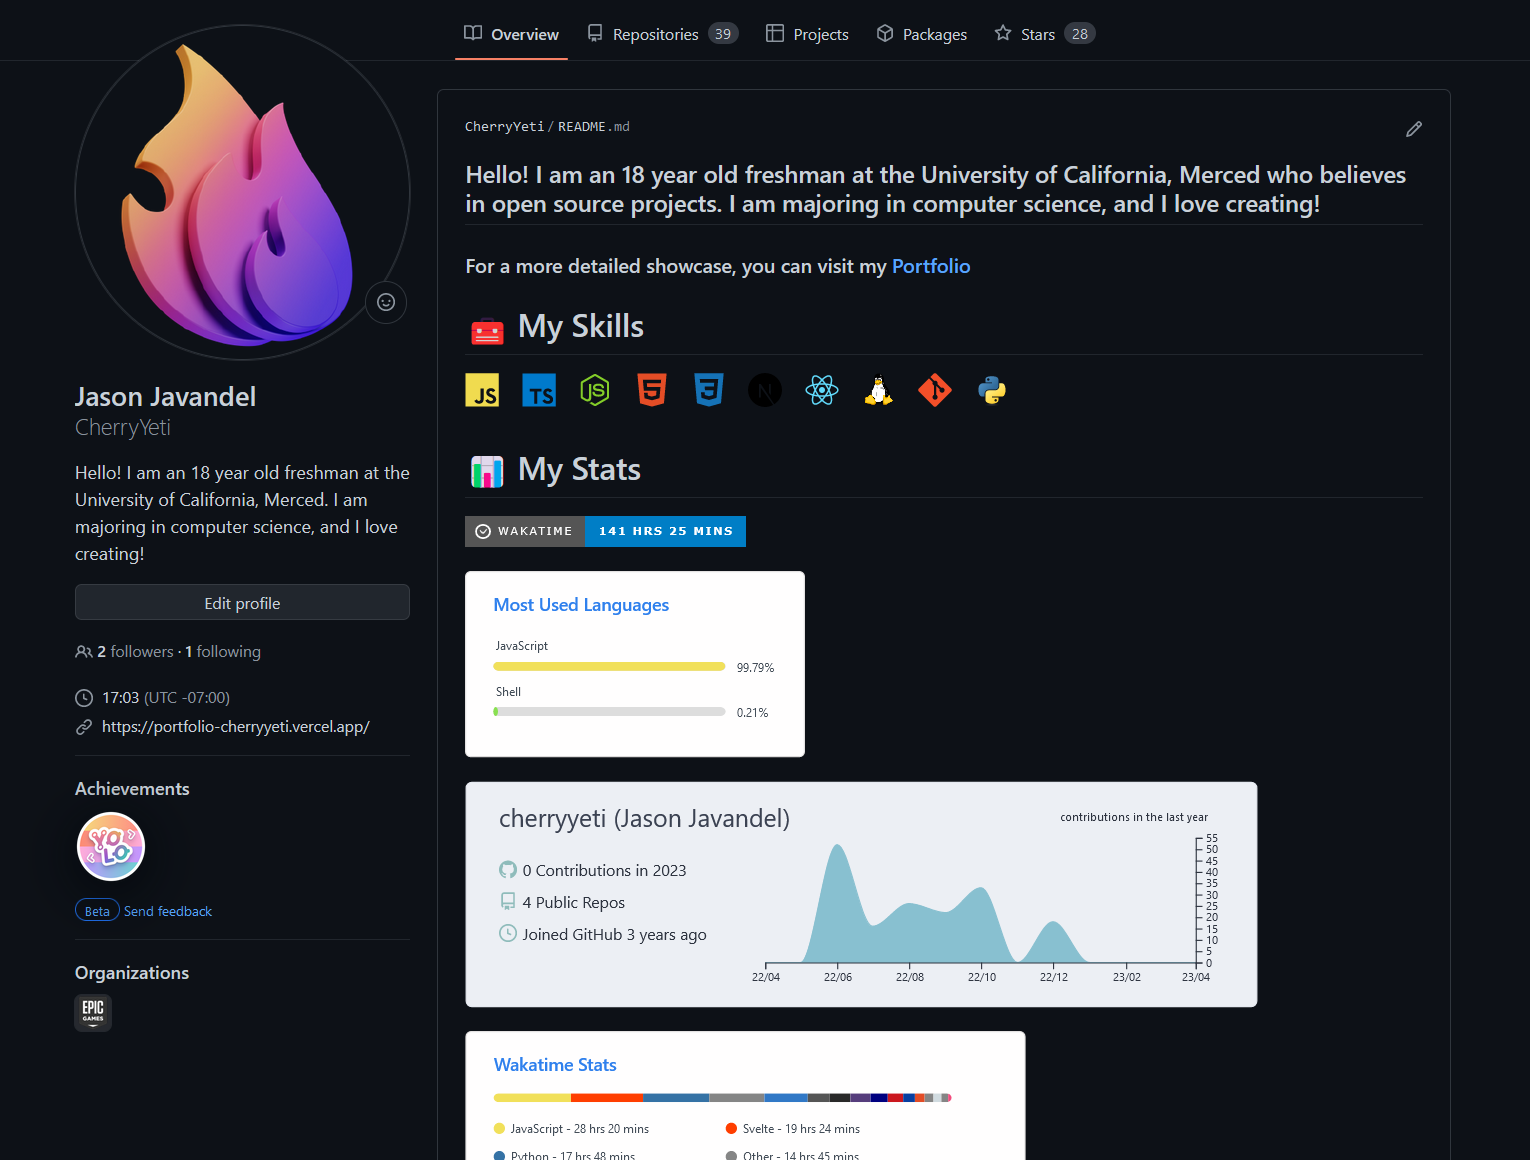 Overview Repositories 39 Projects Packages Stars 28
Jason Javandel
CherryYeti
Hello! I am an 18 year old freshman at the
University of California, Merced. I am
majoring in computer science, and I love
creating!
Edit profile
2 followers · 1 following
17:03 (UTC -07:00)
https://portfolio-cherryyeti.vercel.app/
Achievements
YOLO
Beta Send feedback
Organizations
EPIC
GAMES
CherryYeti/README.md
Hello! I am an 18 year old freshman at the University of California, Merced who believes
in open source projects. I am majoring in computer science, and I love creating!
For a more detailed showcase, you can visit my Portfolio
My Skills
JS TS JS 5 3 N
My Stats
WAKATIME 141 HRS 25 MINS
Most Used Languages
JavaScript
99.79%
Shell
0.21%
cherryyeti (Jason Javandel)
contributions in the last year
0 Contributions in 2023
4 Public Repos
Joined GitHub 3 years ago
55
50
45
40
35
30
25
20
15
10
5
0
22/04 22/06 22/08 22/10 22/12 23/02 23/04
Wakatime Stats
JavaScript - 28 hrs 20 mins Svelte - 19 hrs 24 mins
Python - 17 hrs 48 mins Other - 14 hrs 45 mins